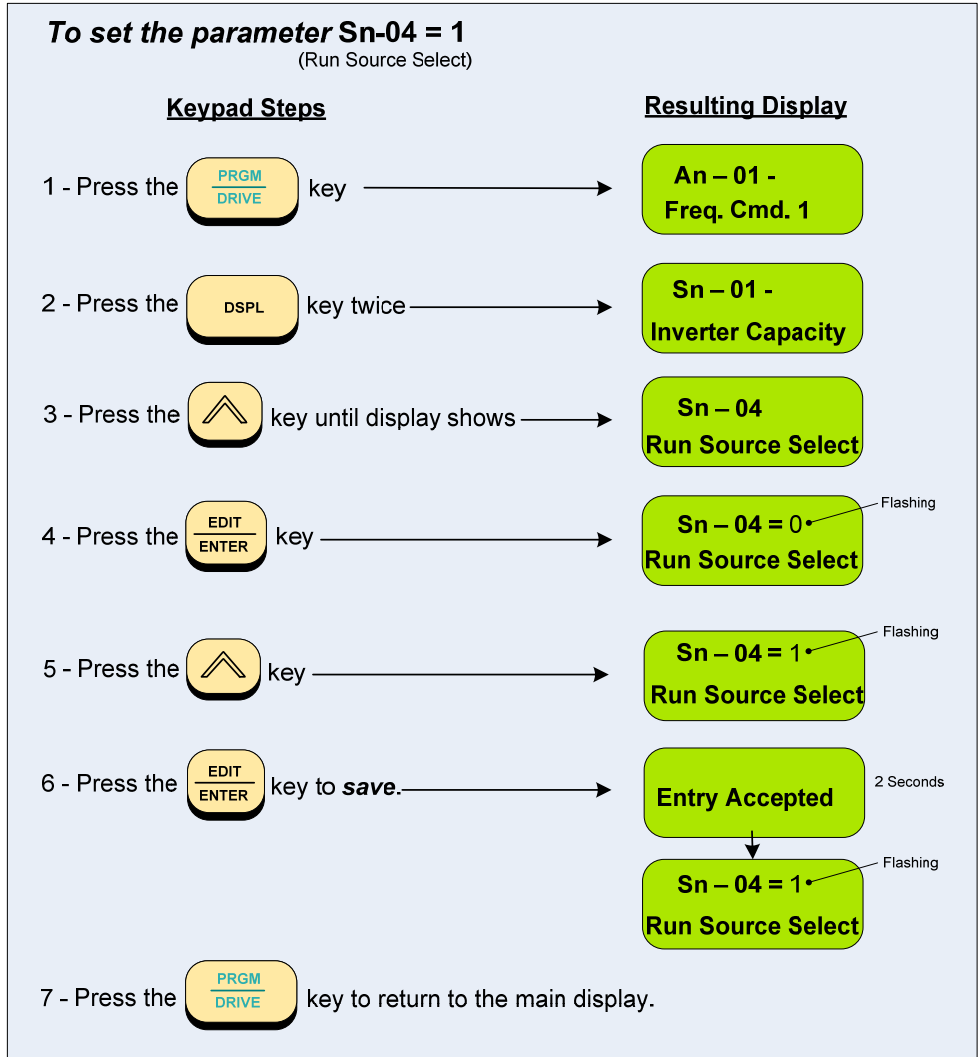 To set the parameter Sn-04 = 1
(Run Source Select)
Keypad Steps
Resulting Display
1 - Press the PRGM DRIVE key
An – 01 -
Freq. Cmd. 1
2 - Press the DSPL key twice
Sn – 01 -
Inverter Capacity
3 - Press the key until display shows
Sn – 04
Run Source Select
4 - Press the EDIT ENTER key
Sn – 04 = 0
Flashing
Run Source Select
5 - Press the key
Sn – 04 = 1
Flashing
Run Source Select
6 - Press the EDIT ENTER key to save.
Entry Accepted
2 Seconds
Sn – 04 = 1
Flashing
Run Source Select
7 - Press the PRGM DRIVE key to return to the main display.